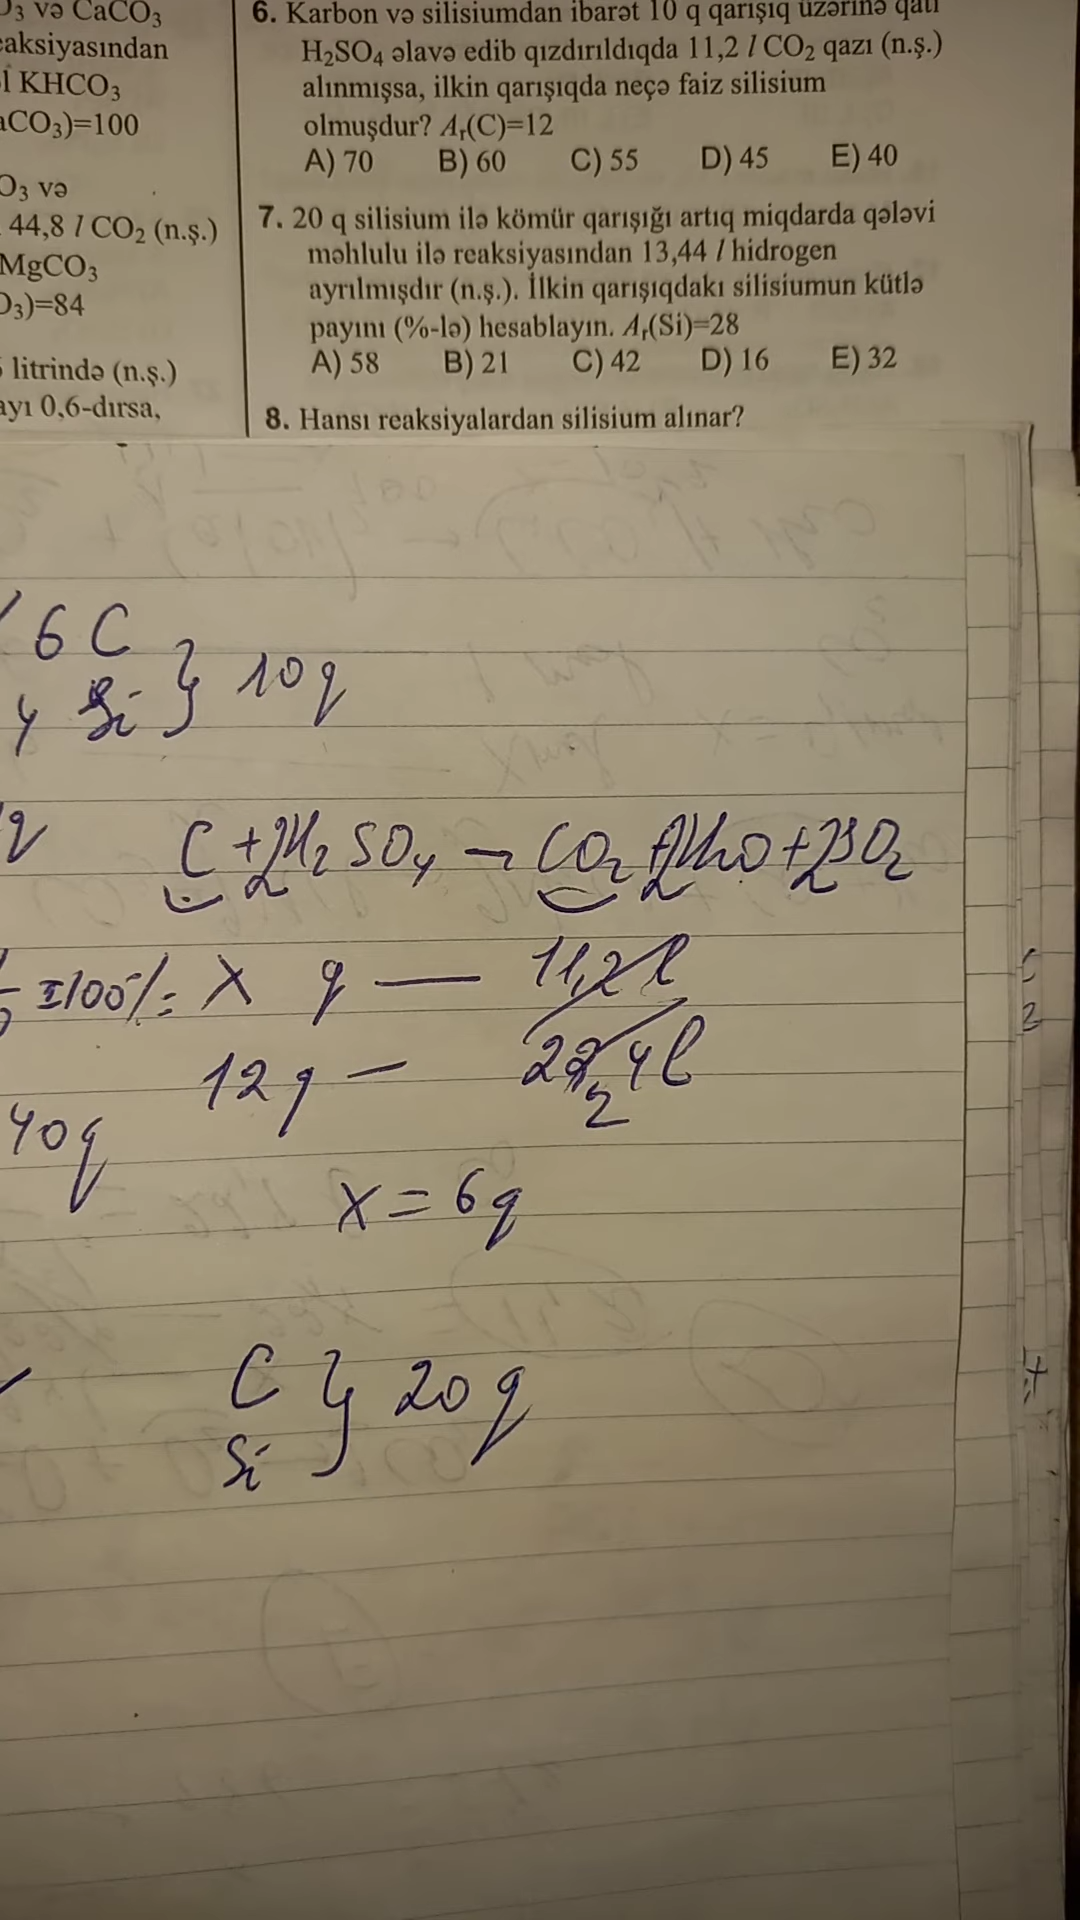 O₃ və CaCO₃
eaksiyasından
l KHCO₃
aCO₃)=100
O₃ və
44,8 l CO₂ (n.ş.)
MgCO₃
O₃)=84
litrində (n.ş.)
ayı 0,6-dırsa,
6. Karbon və silisiumdan ibarət 10 q qarışıq üzərinə qatı
H₂SO₄ əlavə edib qızdırıldıqda 11,2 l CO₂ qazı (n.ş.)
alınmışsa, ilkin qarışıqda neçə faiz silisium
olmuşdur? Aᵣ(C)=12
A) 70 B) 60 C) 55 D) 45 E) 40
7. 20 q silisium ilə kömür qarışığı artıq miqdarda qələvi
məhlulu ilə reaksiyasından 13,44 l hidrogen
ayrılmışdır (n.ş.). İlkin qarışıqdakı silisiumun kütlə
payını (%-lə) hesablayın. Aᵣ(Si)=28
A) 58 B) 21 C) 42 D) 16 E) 32
8. Hansı reaksiyalardan silisium alınar?
6 C
4 Si } 10q
q C+2H₂SO₄ → CO₂+2H₂O+2SO₂
100%= x q — 11,2 l
12q — 22,4 l
2
40q
x = 6q
C
Si } 20q